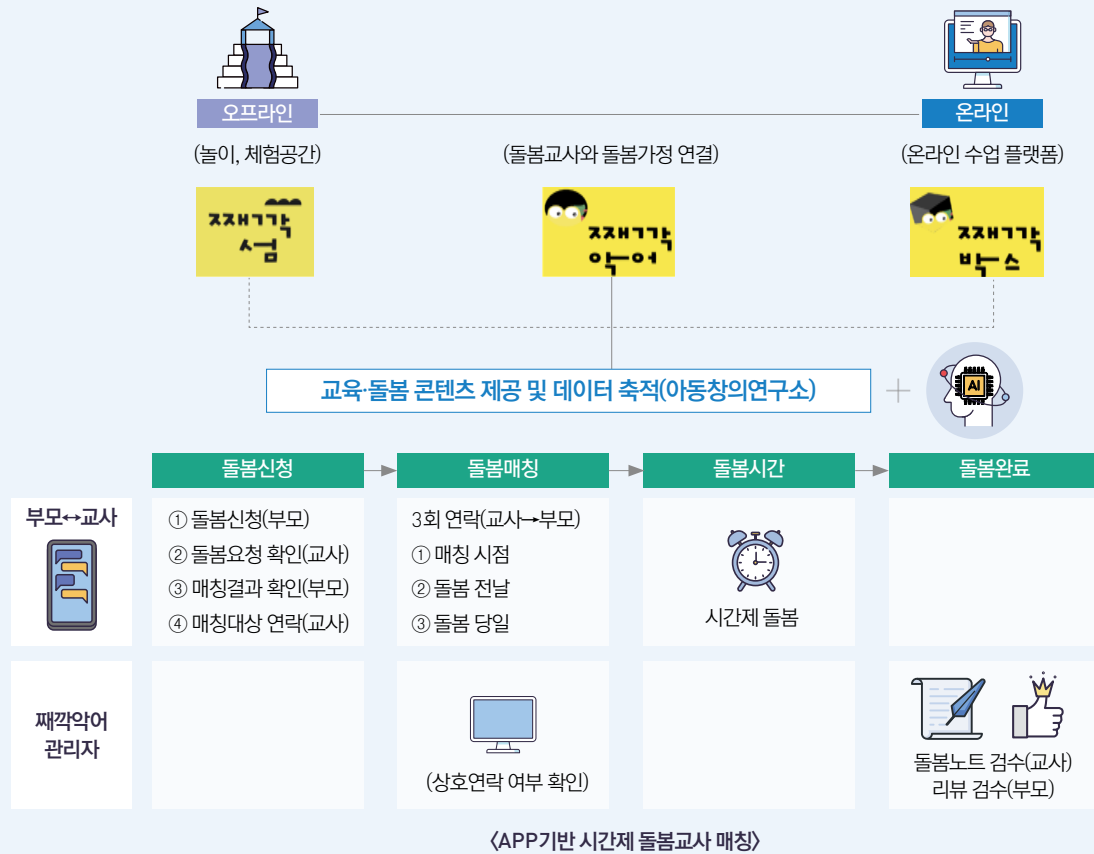 오프라인
온라인
(놀이, 체험공간)
(돌봄교사와 돌봄가정 연결)
(온라인 수업 플랫폼)
째깍
섬
째깍
악어
째깍
박스
교육·돌봄 콘텐츠 제공 및 데이터 축적(아동창의연구소)
+
AI
돌봄신청
돌봄매칭
돌봄시간
돌봄완료
부모↔교사
① 돌봄신청(부모)
② 돌봄요청 확인(교사)
③ 매칭결과 확인(부모)
④ 매칭대상 연락(교사)
3회 연락(교사→부모)
① 매칭 시점
② 돌봄 전날
③ 돌봄 당일
시간제 돌봄
째깍악어
관리자
(상호연락 여부 확인)
돌봄노트 검수(교사)
리뷰 검수(부모)
〈APP기반 시간제 돌봄교사 매칭〉